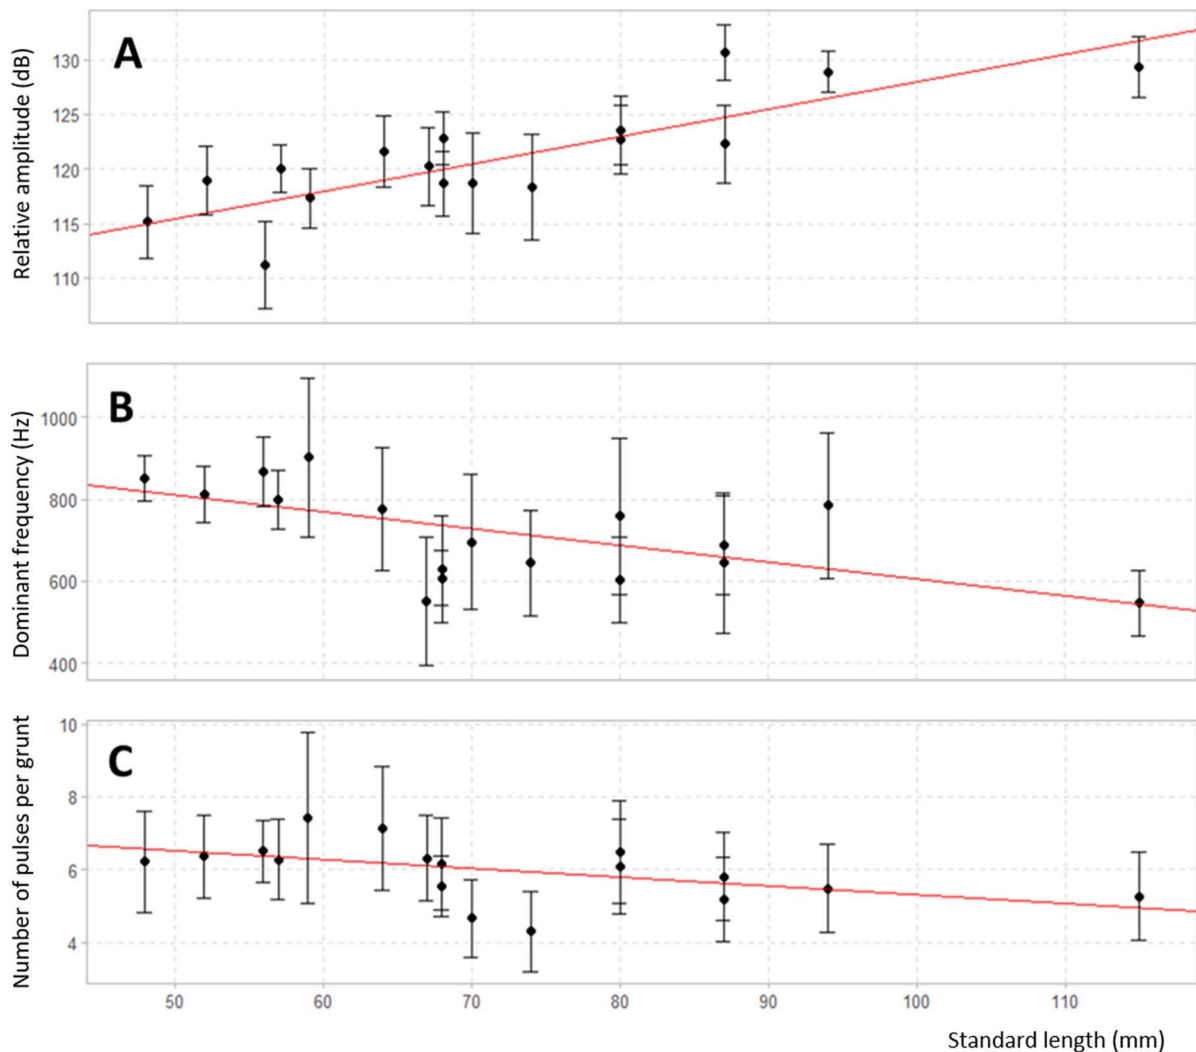 A
Relative amplitude (dB)
130
125
120
115
110
B
Dominant frequency (Hz)
1000
800
600
400
C
Number of pulses per grunt
10
8
6
4
50 60 70 80 90 100 110
Standard length (mm)